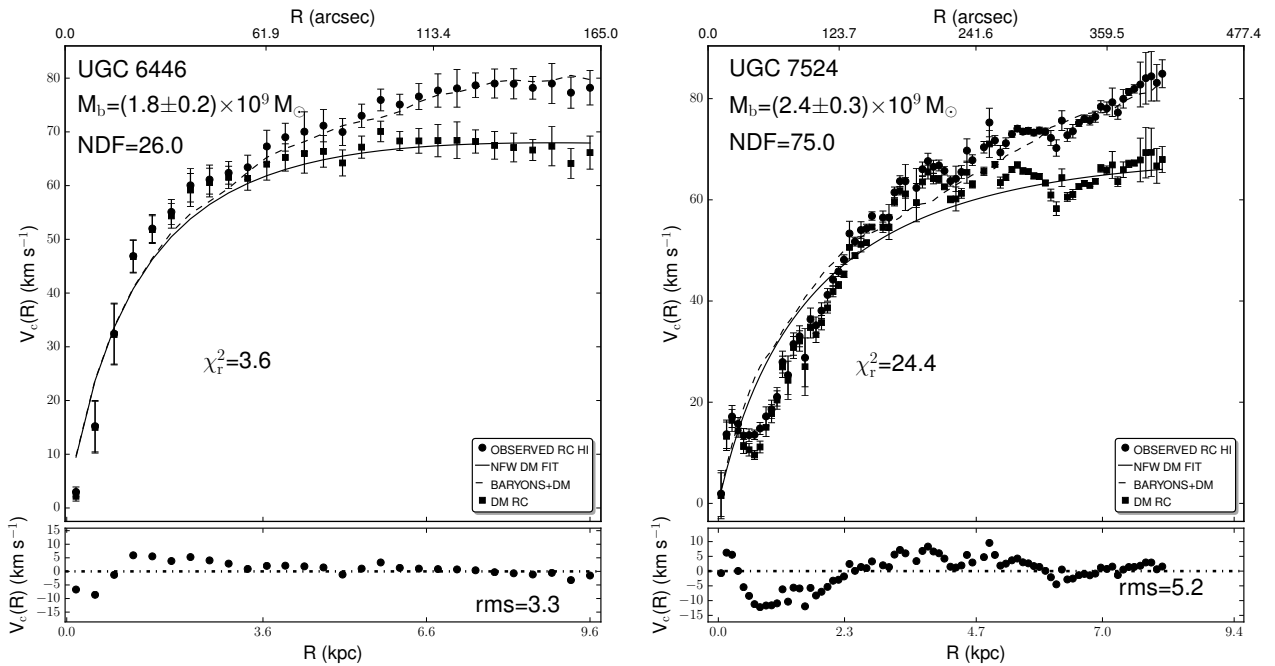 R (arcsec)
0.0 61.9 113.4 165.0
UGC 6446
M_b=(1.8±0.2)×10^9 M_⊙
NDF=26.0
80
70
60
50
40
30
20
10
0
V_c(R) (km s^−1)
χ_r^2=3.6
OBSERVED RC HI
NFW DM FIT
BARYONS+DM
DM RC
15
10
5
0
−5
−10
−15
V_c(R) (km s^−1)
rms=3.3
0.0 3.6 6.6 9.6
R (kpc)
R (arcsec)
0.0 123.7 241.6 359.5 477.4
UGC 7524
M_b=(2.4±0.3)×10^9 M_⊙
NDF=75.0
80
60
40
20
0
V_c(R) (km s^−1)
χ_r^2=24.4
OBSERVED RC HI
NFW DM FIT
BARYONS+DM
DM RC
10
5
0
−5
−10
−15
V_c(R) (km s^−1)
rms=5.2
0.0 2.3 4.7 7.0 9.4
R (kpc)